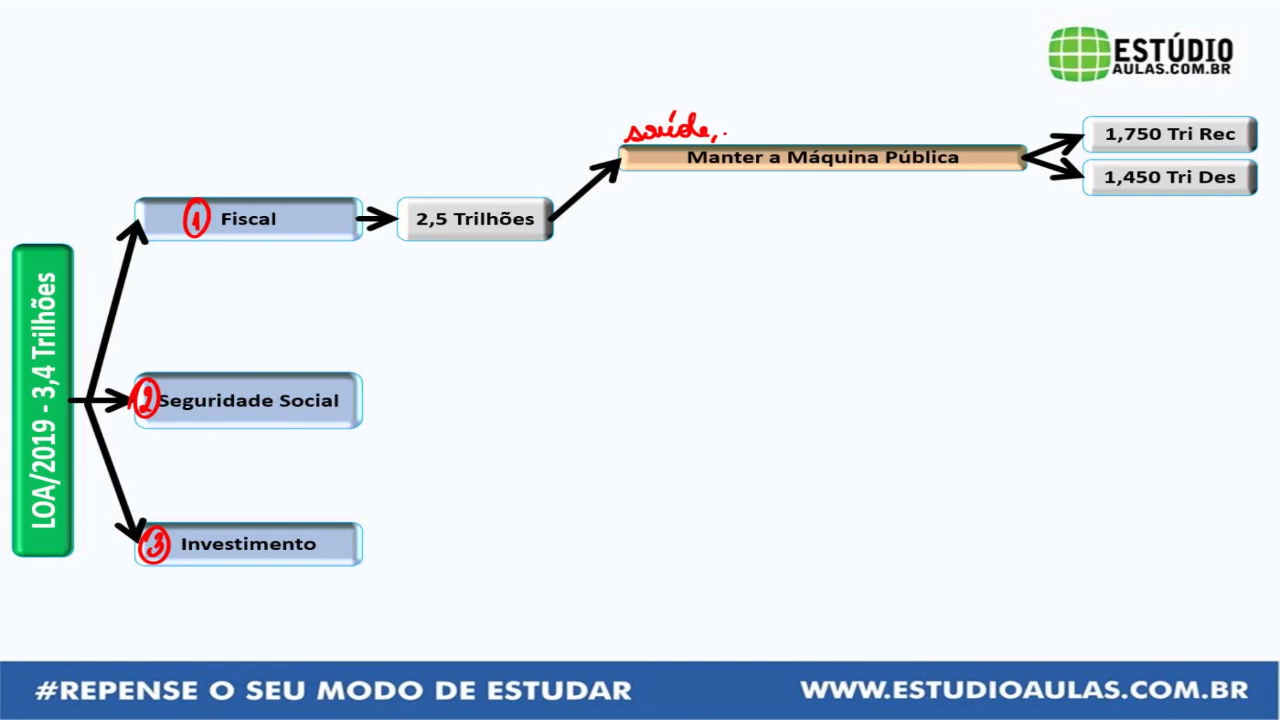 ESTÚDIO
AULAS.COM.BR
saúde,.
Manter a Máquina Pública
1,750 Tri Rec
1,450 Tri Des
1 Fiscal
2,5 Trilhões
LOA/2019 - 3,4 Trilhões
2 Seguridade Social
3 Investimento
#REPENSE O SEU MODO DE ESTUDAR
WWW.ESTUDIOAULAS.COM.BR